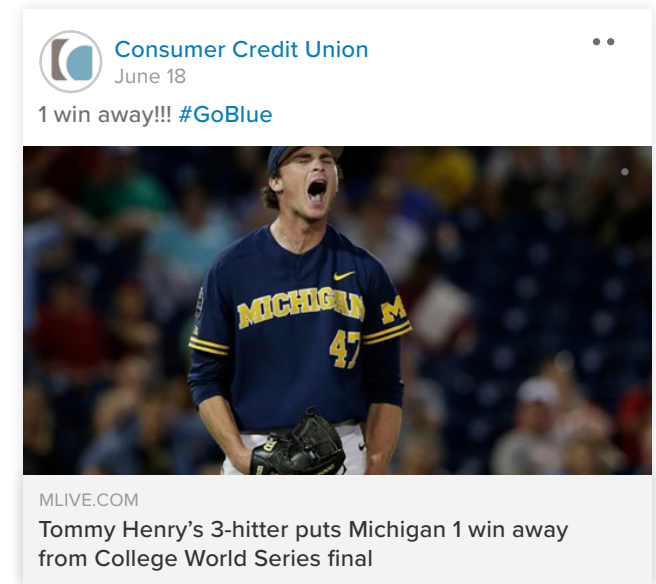 Consumer Credit Union
June 18
1 win away!!! #GoBlue
MICHIGAN
M
47
MLIVE.COM
Tommy Henry’s 3-hitter puts Michigan 1 win away
from College World Series final